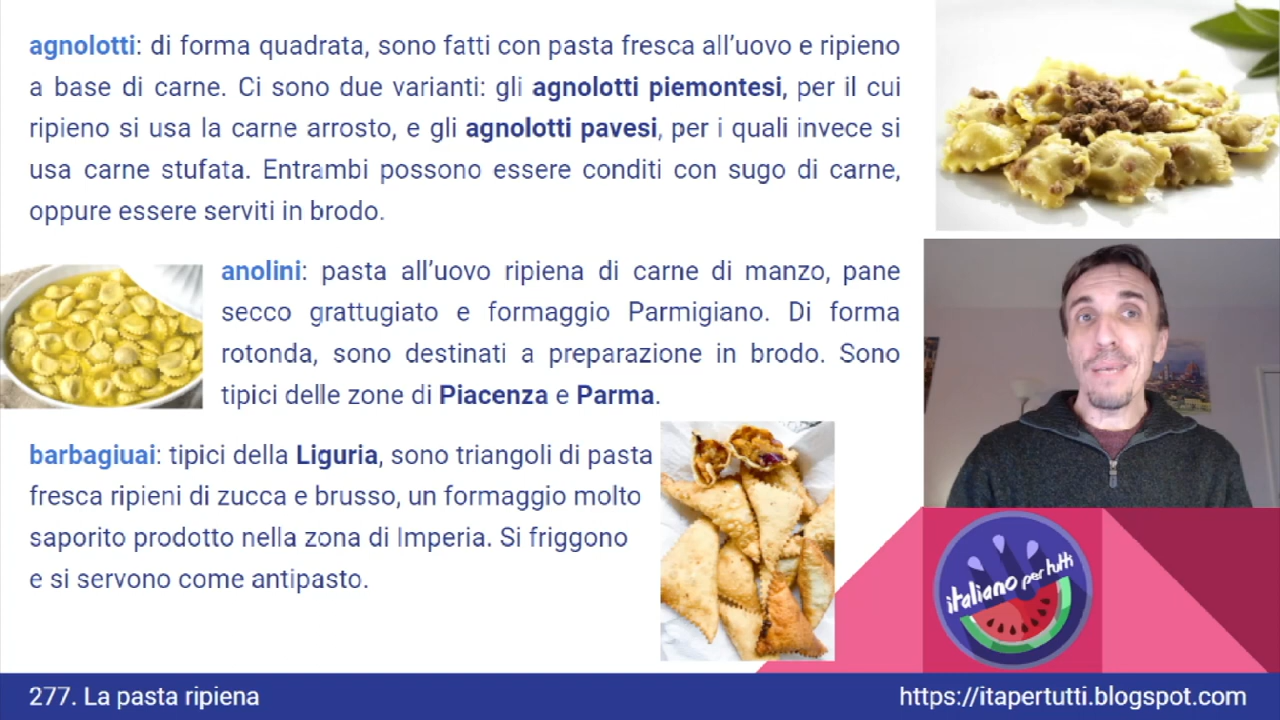 agnolotti: di forma quadrata, sono fatti con pasta fresca all’uovo e ripieno
a base di carne. Ci sono due varianti: gli agnolotti piemontesi, per il cui
ripieno si usa la carne arrosto, e gli agnolotti pavesi, per i quali invece si
usa carne stufata. Entrambi possono essere conditi con sugo di carne,
oppure essere serviti in brodo.
anolini: pasta all’uovo ripiena di carne di manzo, pane
secco grattugiato e formaggio Parmigiano. Di forma
rotonda, sono destinati a preparazione in brodo. Sono
tipici delle zone di Piacenza e Parma.
barbagiuai: tipici della Liguria, sono triangoli di pasta
fresca ripieni di zucca e brusso, un formaggio molto
saporito prodotto nella zona di Imperia. Si friggono
e si servono come antipasto.
italiano per tutti
277. La pasta ripiena
https://itapertutti.blogspot.com